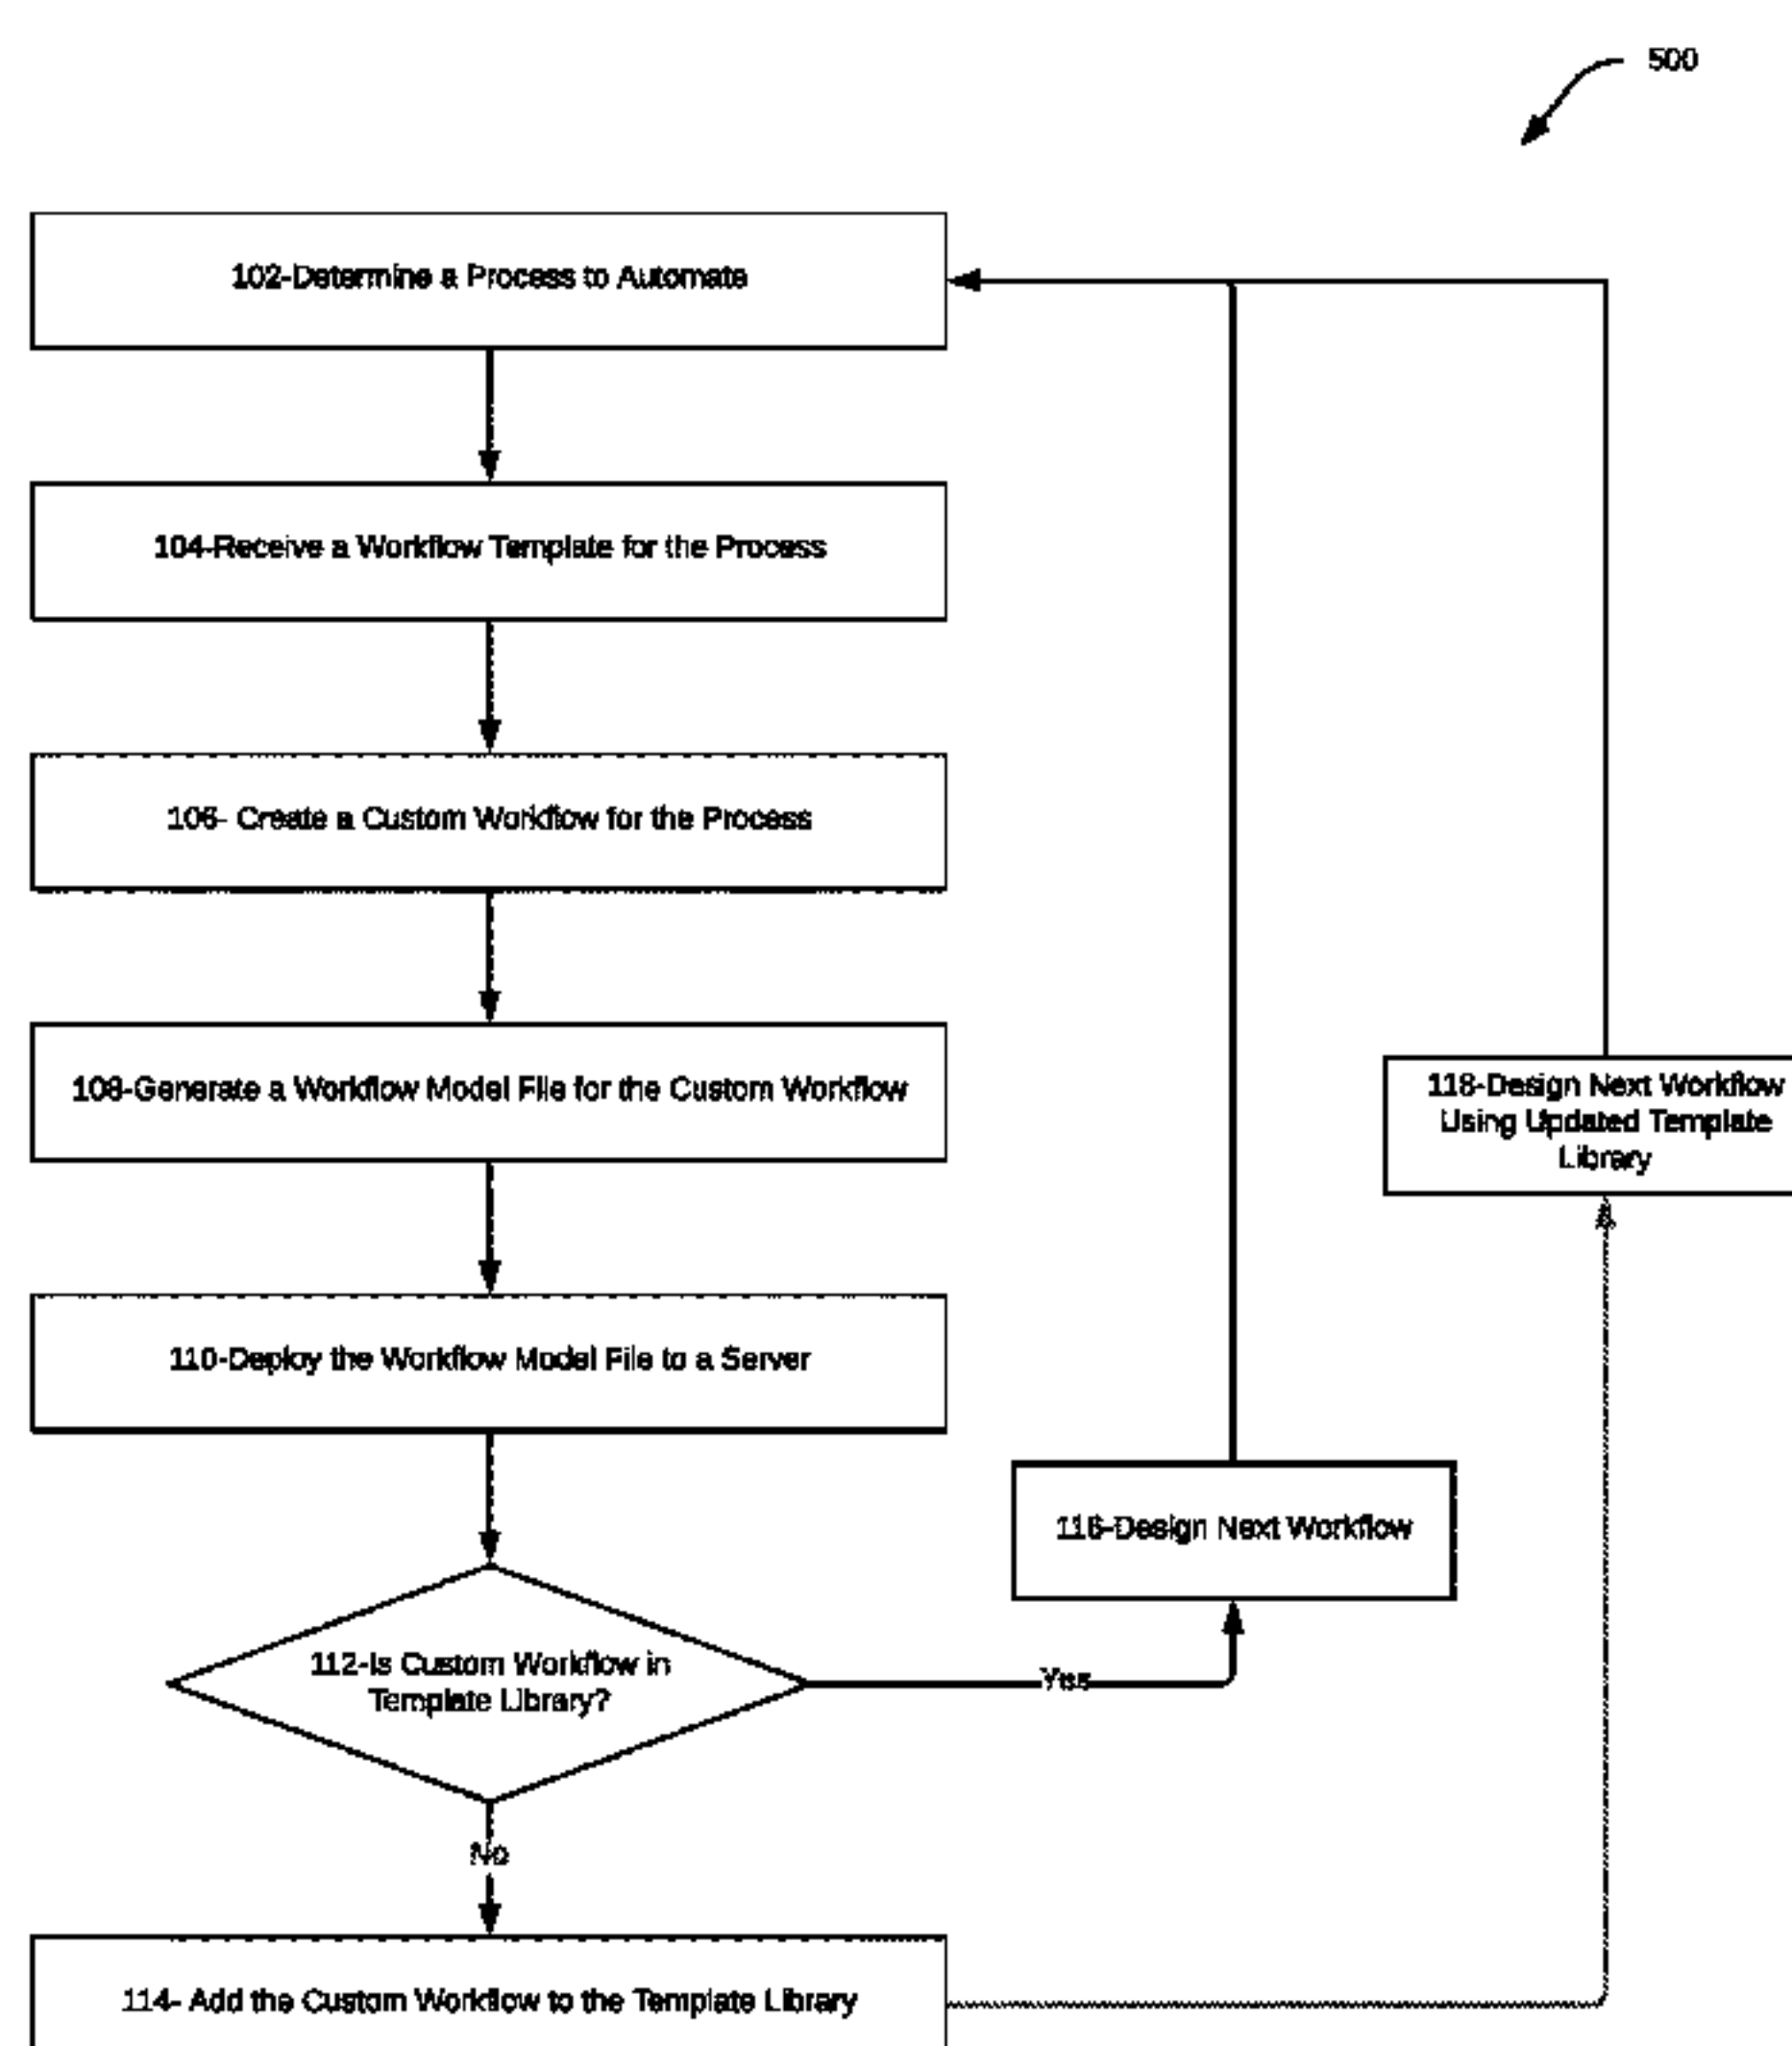 500
102-Determine a Process to Automate
104-Receive a Workflow Template for the Process
106- Create a Custom Workflow for the Process
108-Generate a Workflow Model File for the Custom Workflow
118-Design Next Workflow
Using Updated Template
Library
110-Deploy the Workflow Model File to a Server
116-Design Next Workflow
112-Is Custom Workflow in
Template Library?
Yes
No
114- Add the Custom Workflow to the Template Library